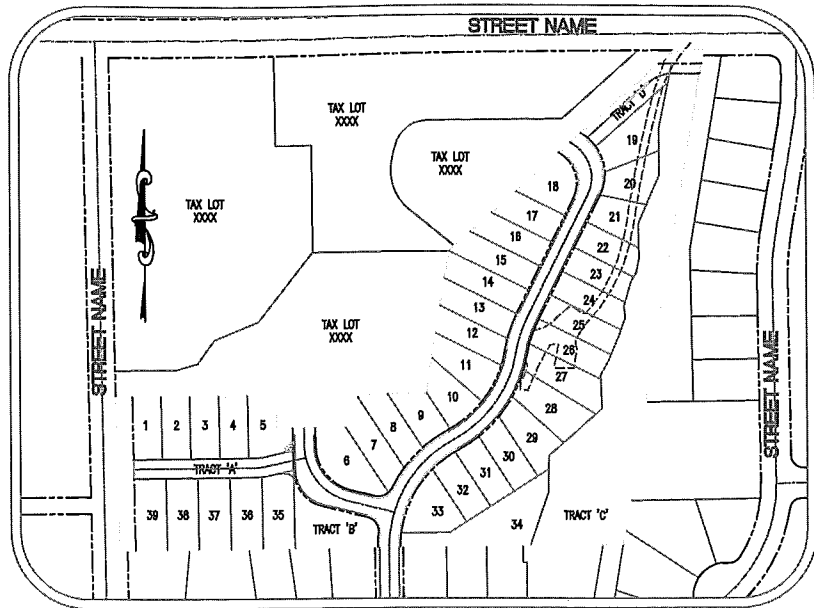 STREET NAME
TAX LOT
XXXX
TRACT 'D'
TAX LOT
XXXX
TAX LOT
XXXX
TAX LOT
XXXX
STREET NAME
STREET NAME
18
17
16
15
14
13
12
11
10
9
8
7
6
19
20
21
22
23
24
25
26
27
28
29
30
31
32
33
34
1
2
3
4
5
TRACT 'A'
39
38
37
36
35
TRACT 'B'
TRACT 'C'